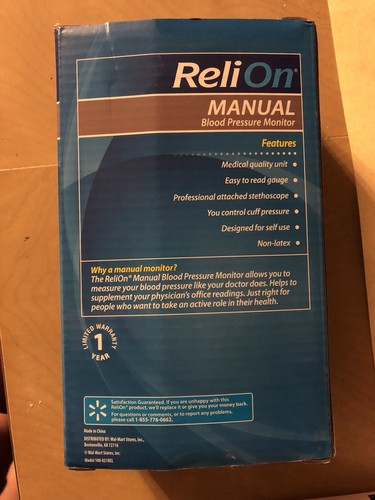 ReliOn®
MANUAL
Blood Pressure Monitor
Features
Medical quality unit •
Easy to read gauge •
Professional attached stethoscope •
You control cuff pressure •
Designed for self use •
Non-latex •
Why a manual monitor?
The ReliOn® Manual Blood Pressure Monitor allows you to
measure your blood pressure like your doctor does. Helps to
supplement your physician's office readings. Just right for
people who want to take an active role in their health.
LIMITED WARRANTY
1
YEAR
Satisfaction Guaranteed. If you are unhappy with this
ReliOn® product, we'll replace it or give you your money back.
For questions or comments, or to report any problems,
please call 1-855-776-0662.
Made in China
DISTRIBUTED BY: Wal-Mart Stores, Inc.,
Bentonville, AR 72716
© Wal-Mart Stores, Inc.